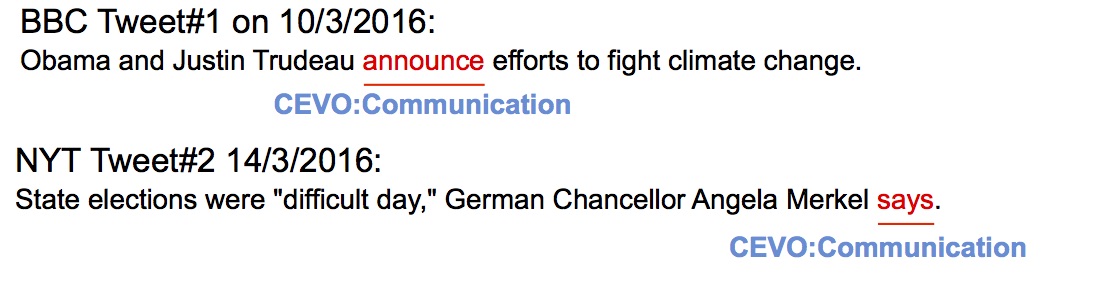 BBC Tweet#1 on 10/3/2016:
Obama and Justin Trudeau announce efforts to fight climate change.
CEVO:Communication
NYT Tweet#2 14/3/2016:
State elections were "difficult day," German Chancellor Angela Merkel says.
CEVO:Communication